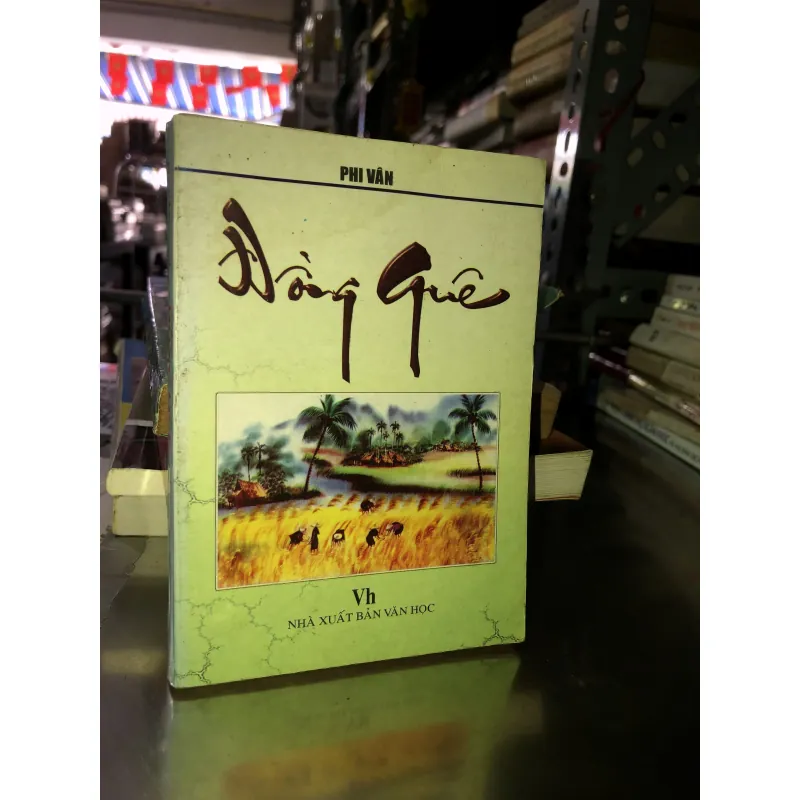 PHI VÂN
Đồng Quê
Vh
NHÀ XUẤT BẢN VĂN HỌC